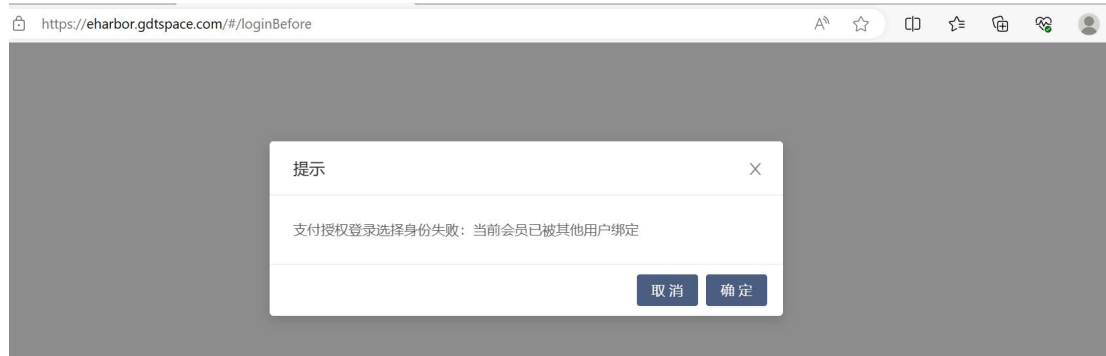 https://eharbor.gdtspace.com/#/loginBefore
提示
支付授权登录选择身份失败：当前会员已被其他用户绑定
取 消
确 定